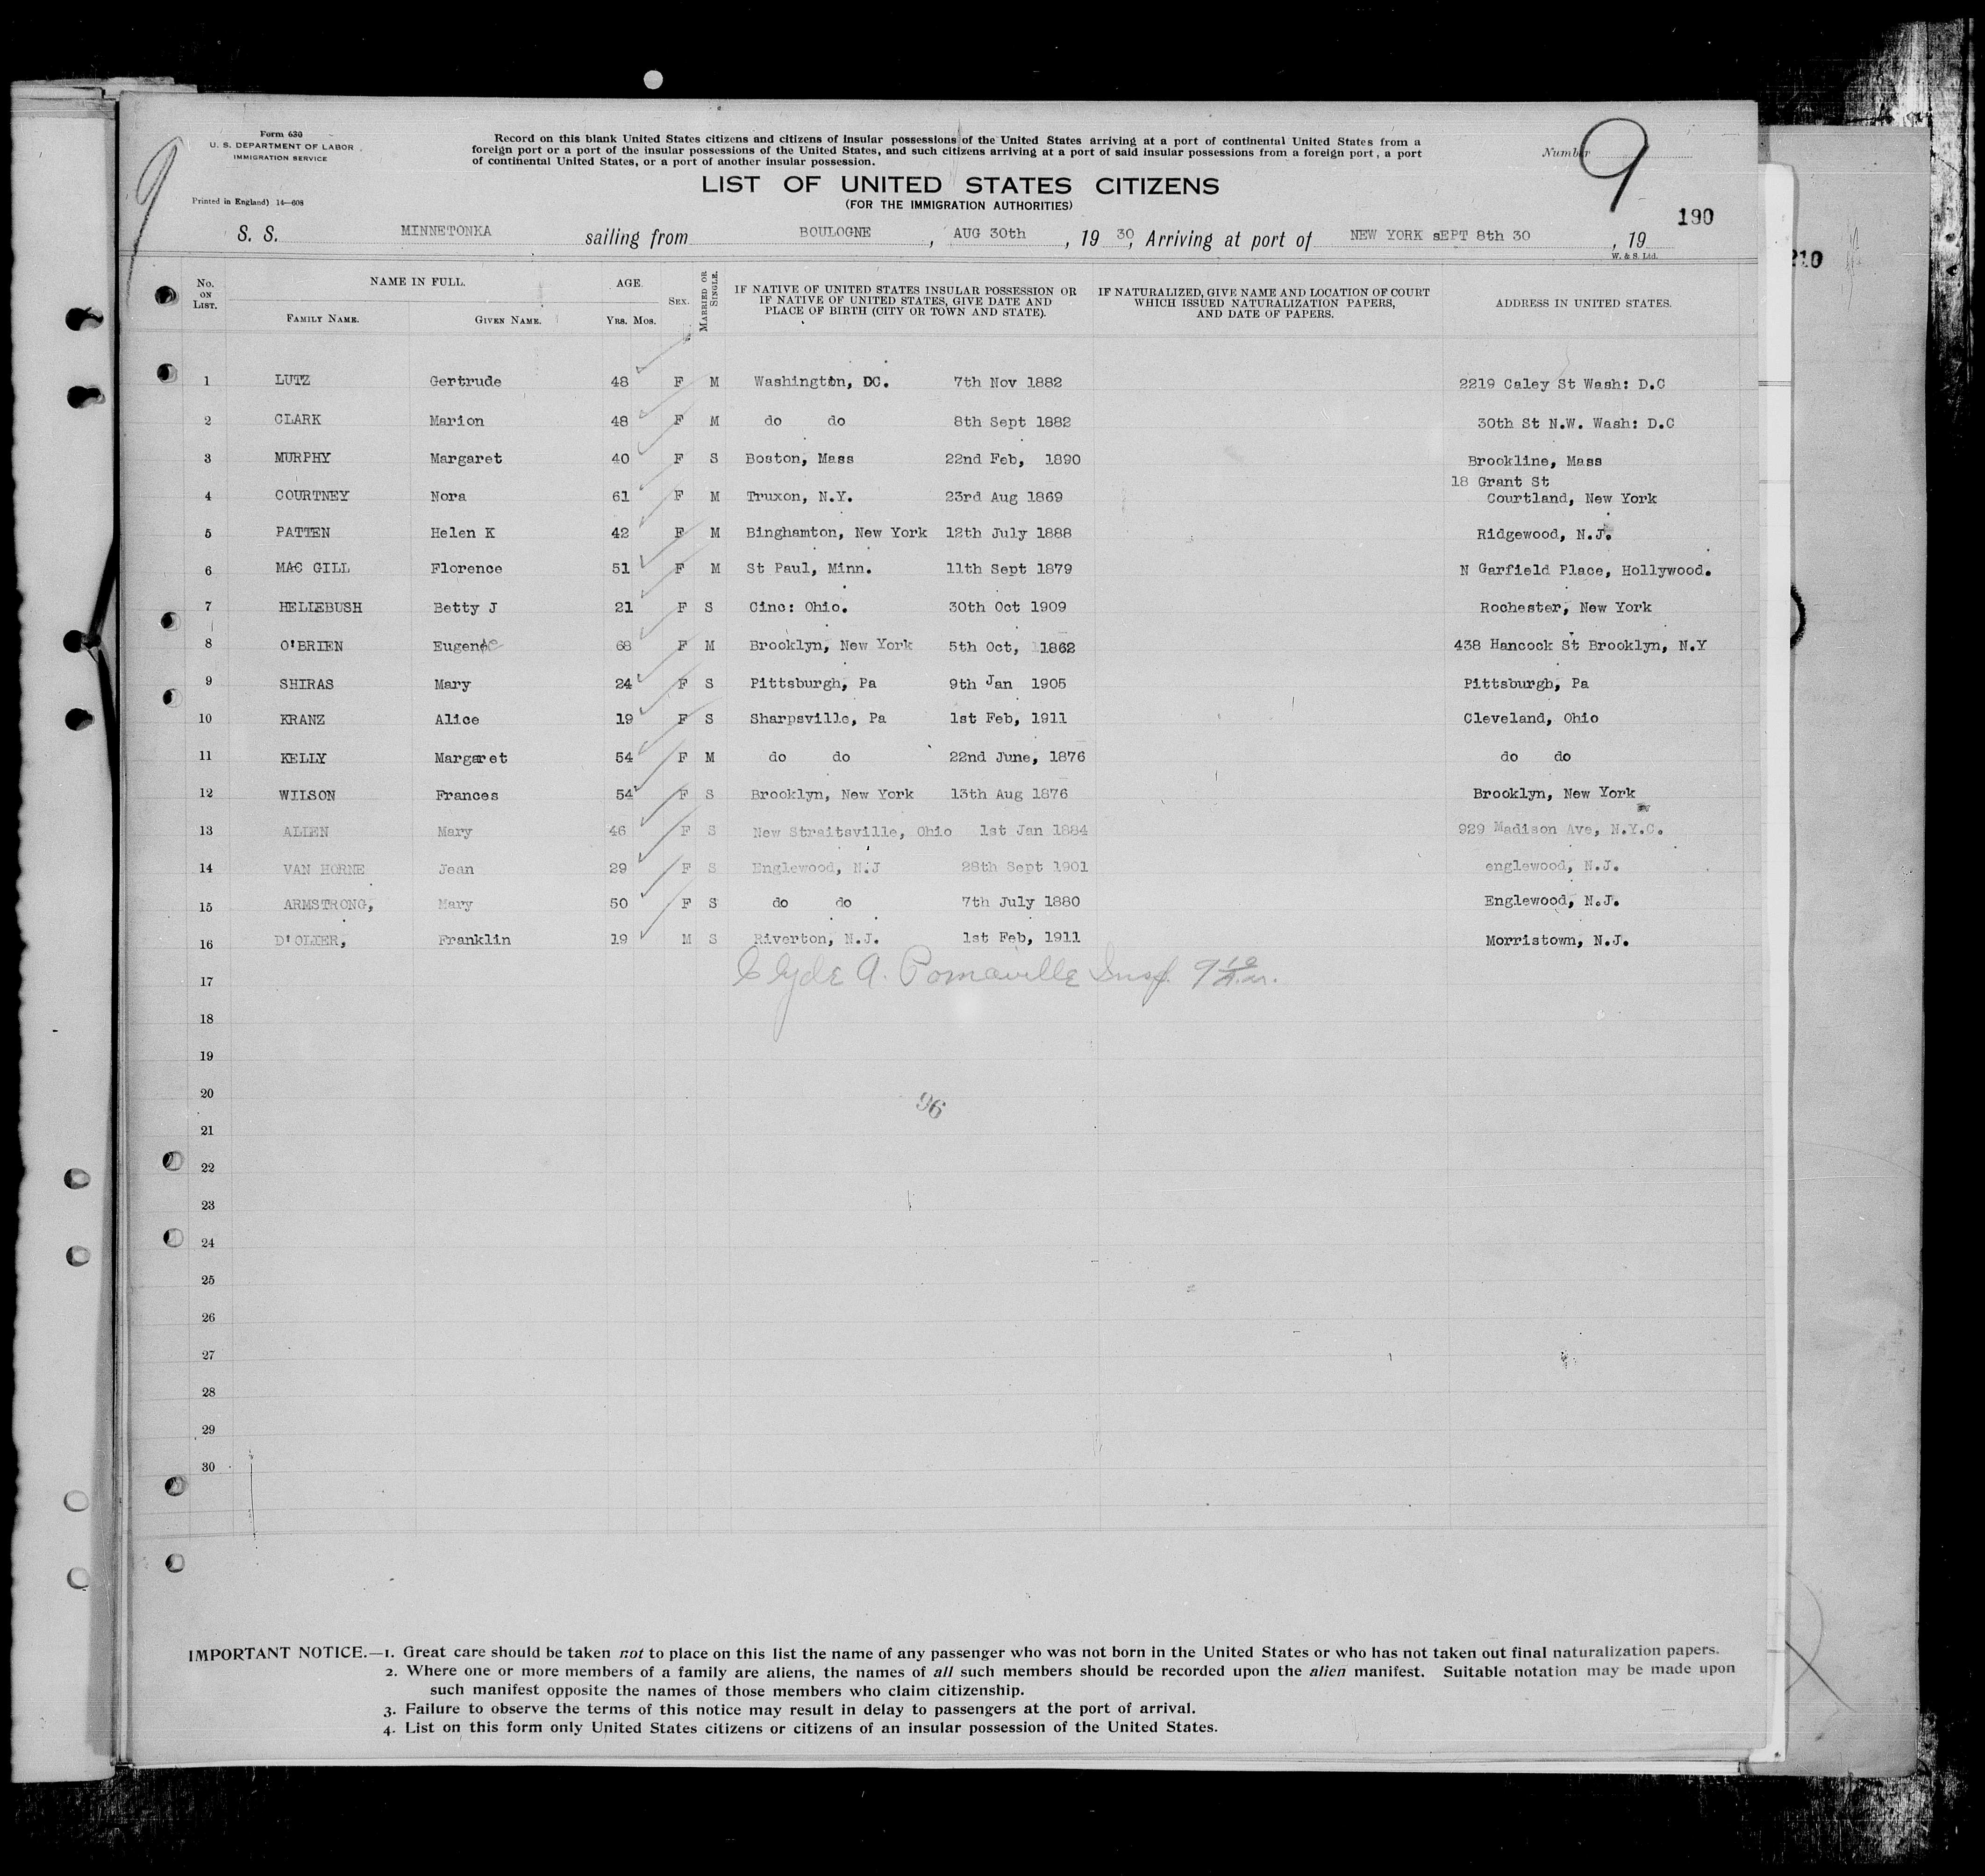 Form 630
U. S. DEPARTMENT OF LABOR
IMMIGRATION SERVICE
Printed in England) 14—608
Record on this blank United States citizens and citizens of insular possessions of the United States arriving at a port of continental United States from a
foreign port or a port of the insular possessions of the United States, and such citizens arriving at a port of said insular possessions from a foreign port, a port
of continental United States, or a port of another insular possession.
Number 9
9
190
210
LIST OF UNITED STATES CITIZENS
(FOR THE IMMIGRATION AUTHORITIES)
S. S. MINNETONKA sailing from BOULOGNE, AUG 30th, 19 30, Arriving at port of NEW YORK sEPT 8th 30, 19
W. & S. Ltd.
No. ON LIST. NAME IN FULL. FAMILY NAME. GIVEN NAME. AGE. YRS. MOS. SEX. MARRIED OR SINGLE. IF NATIVE OF UNITED STATES INSULAR POSSESSION OR IF NATIVE OF UNITED STATES, GIVE DATE AND PLACE OF BIRTH (CITY OR TOWN AND STATE). IF NATURALIZED, GIVE NAME AND LOCATION OF COURT WHICH ISSUED NATURALIZATION PAPERS, AND DATE OF PAPERS. ADDRESS IN UNITED STATES.
1 LUTZ Gertrude 48 F M Washington, DC. 7th Nov 1882 2219 Caley St Wash: D.C
2 CLARK Marion 48 F M do do 8th Sept 1882 30th St N.W. Wash: D.C
3 MURPHY Margaret 40 F S Boston, Mass 22nd Feb, 1890 Brookline, Mass
4 COURTNEY Nora 61 F M Truxon, N.Y. 23rd Aug 1869 18 Grant St
Courtland, New York
5 PATTEN Helen K 42 F M Binghamton, New York 12th July 1888 Ridgewood, N.J.
6 MAC GILL Florence 51 F M St Paul, Minn. 11th Sept 1879 N Garfield Place, Hollywood.
7 HELIEBUSH Betty J 21 F S Cinc: Ohio. 30th Oct 1909 Rochester, New York
8 O'BRIEN Eugenie 68 F M Brooklyn, New York 5th Oct, 1862 438 Hancock St Brooklyn, N.Y
9 SHIRAS Mary 24 F S Pittsburgh, Pa 9th Jan 1905 Pittsburgh, Pa
10 KRANZ Alice 19 F S Sharpsville, Pa 1st Feb, 1911 Cleveland, Ohio
11 KELLY Margaret 54 F M do do 22nd June, 1876 do do
12 WILSON Frances 54 F S Brooklyn, New York 13th Aug 1876 Brooklyn, New York
13 ALLEN Mary 46 F S New Straitsville, Ohio 1st Jan 1884 929 Madison Ave, N.Y.C.
14 VAN HORNE Jean 29 F S Englewood, N.J 28th Sept 1901 englewood, N.J.
15 ARMSTRONG, Mary 50 F S do do 7th July 1880 Englewood, N.J.
16 D'OLIER, Franklin 19 M S Riverton, N.J. 1st Feb, 1911 Morristown, N.J.
17 Clyde A. Pomaville Insp.
18
19
20
96
21
22
23
24
25
26
27
28
29
30
IMPORTANT NOTICE.—1. Great care should be taken not to place on this list the name of any passenger who was not born in the United States or who has not taken out final naturalization papers.
2. Where one or more members of a family are aliens, the names of all such members should be recorded upon the alien manifest. Suitable notation may be made upon
such manifest opposite the names of those members who claim citizenship.
3. Failure to observe the terms of this notice may result in delay to passengers at the port of arrival.
4. List on this form only United States citizens or citizens of an insular possession of the United States.